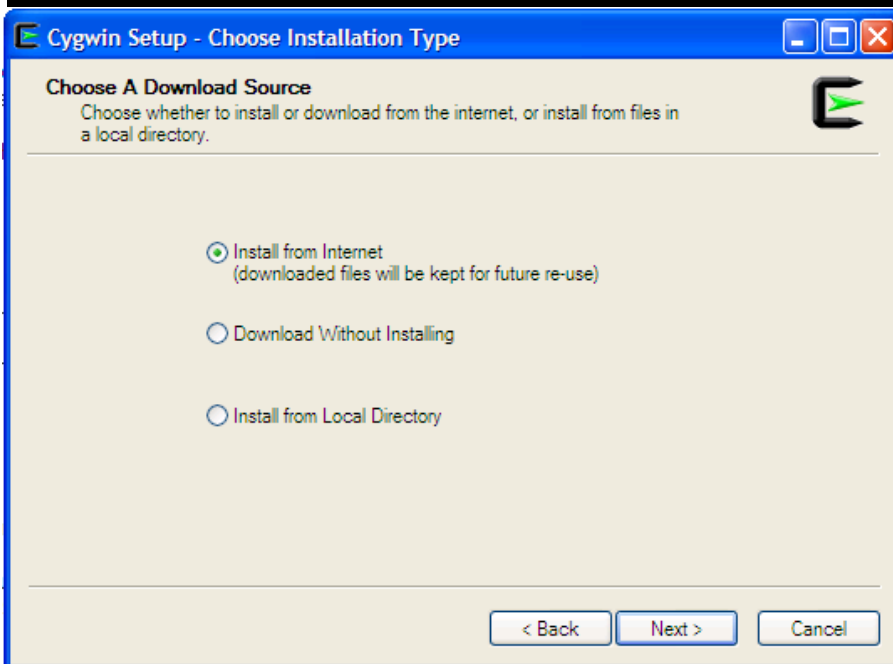 Cygwin Setup - Choose Installation Type
Choose A Download Source
Choose whether to install or download from the internet, or install from files in
a local directory.
Install from Internet
(downloaded files will be kept for future re-use)
Download Without Installing
Install from Local Directory
< Back Next > Cancel